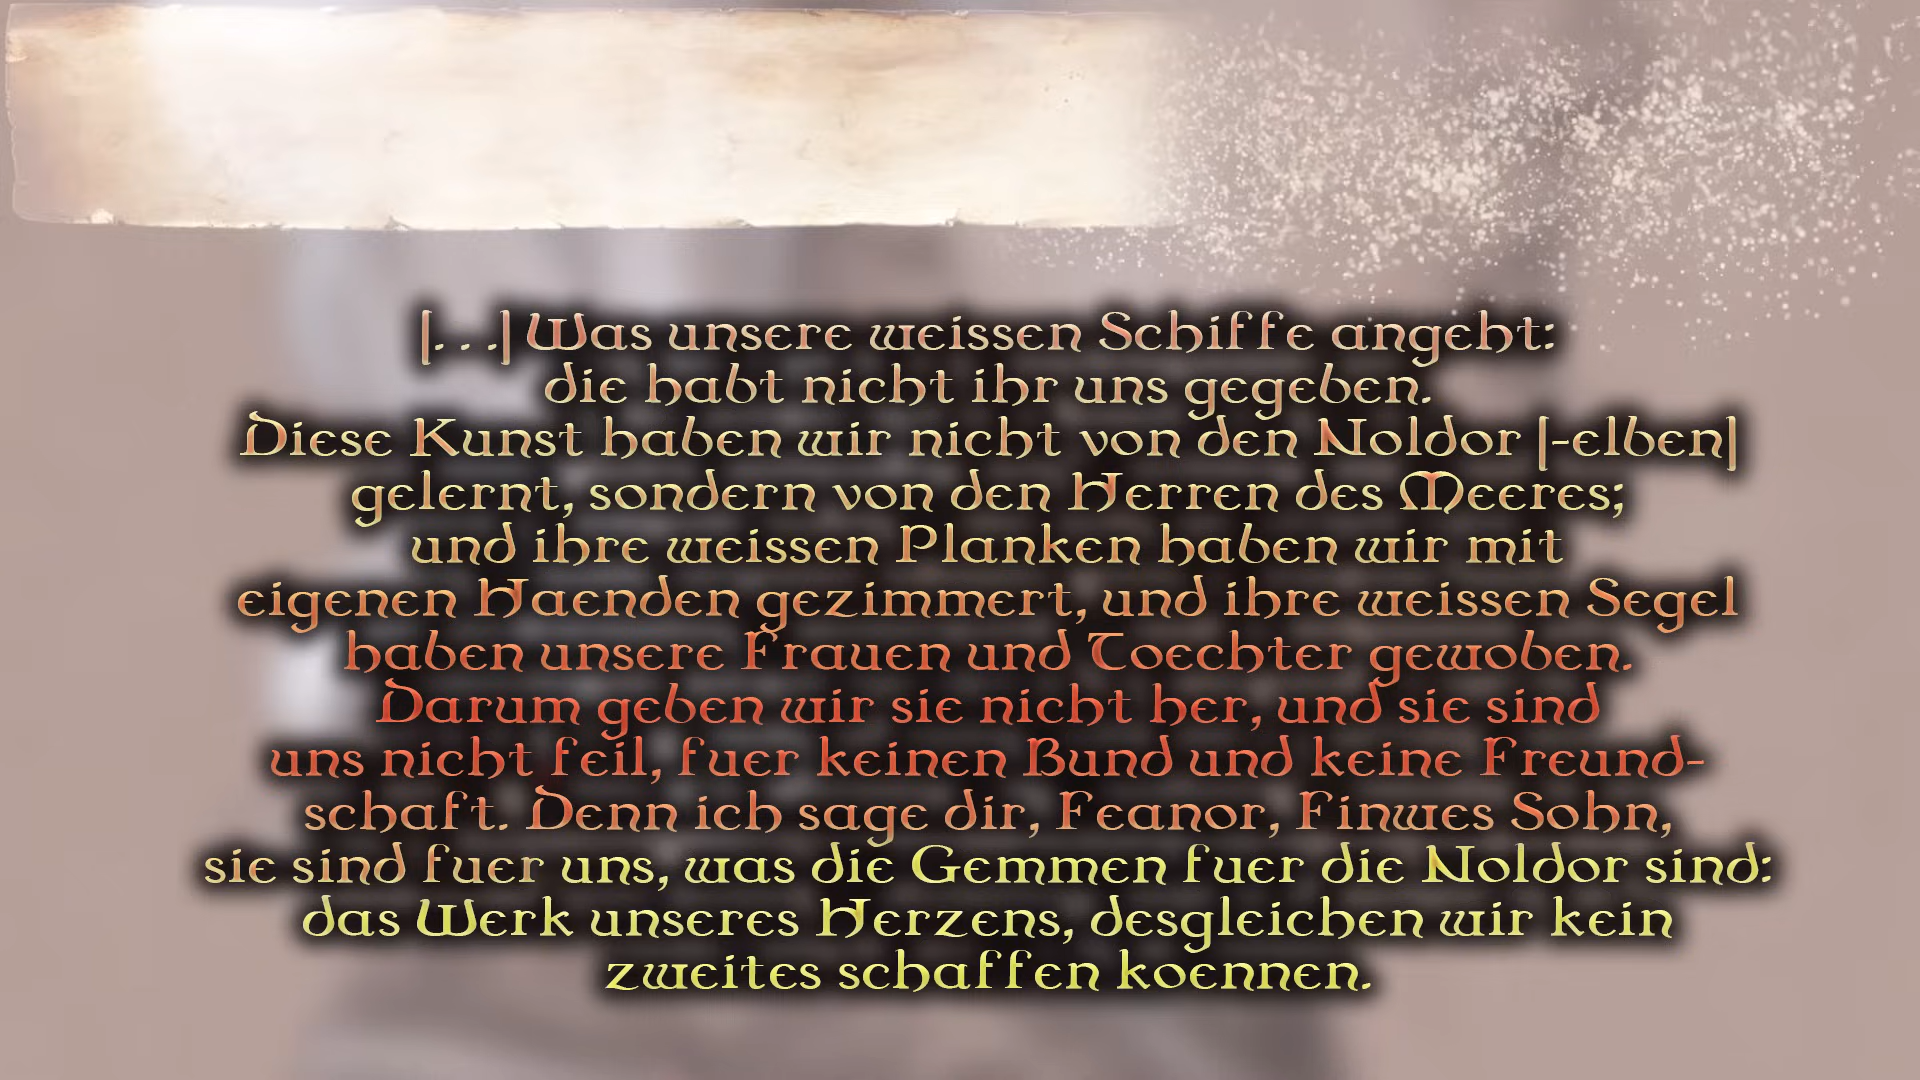 [...] Was unsere weissen Schiffe angeht:
die habt nicht ihr uns gegeben.
Diese Kunst haben wir nicht von den Noldor [-elben]
gelernt, sondern von den Herren des Meeres;
und ihre weissen Planken haben wir mit
eigenen Haenden gezimmert, und ihre weissen Segel
haben unsere Frauen und Toechter gewoben.
Darum geben wir sie nicht her, und sie sind
uns nicht feil, fuer keinen Bund und keine Freund-
schaft. Denn ich sage dir, Feanor, Finwes Sohn,
sie sind fuer uns, was die Gemmen fuer die Noldor sind:
das Werk unseres Herzens, desgleichen wir kein
zweites schaffen koennen.